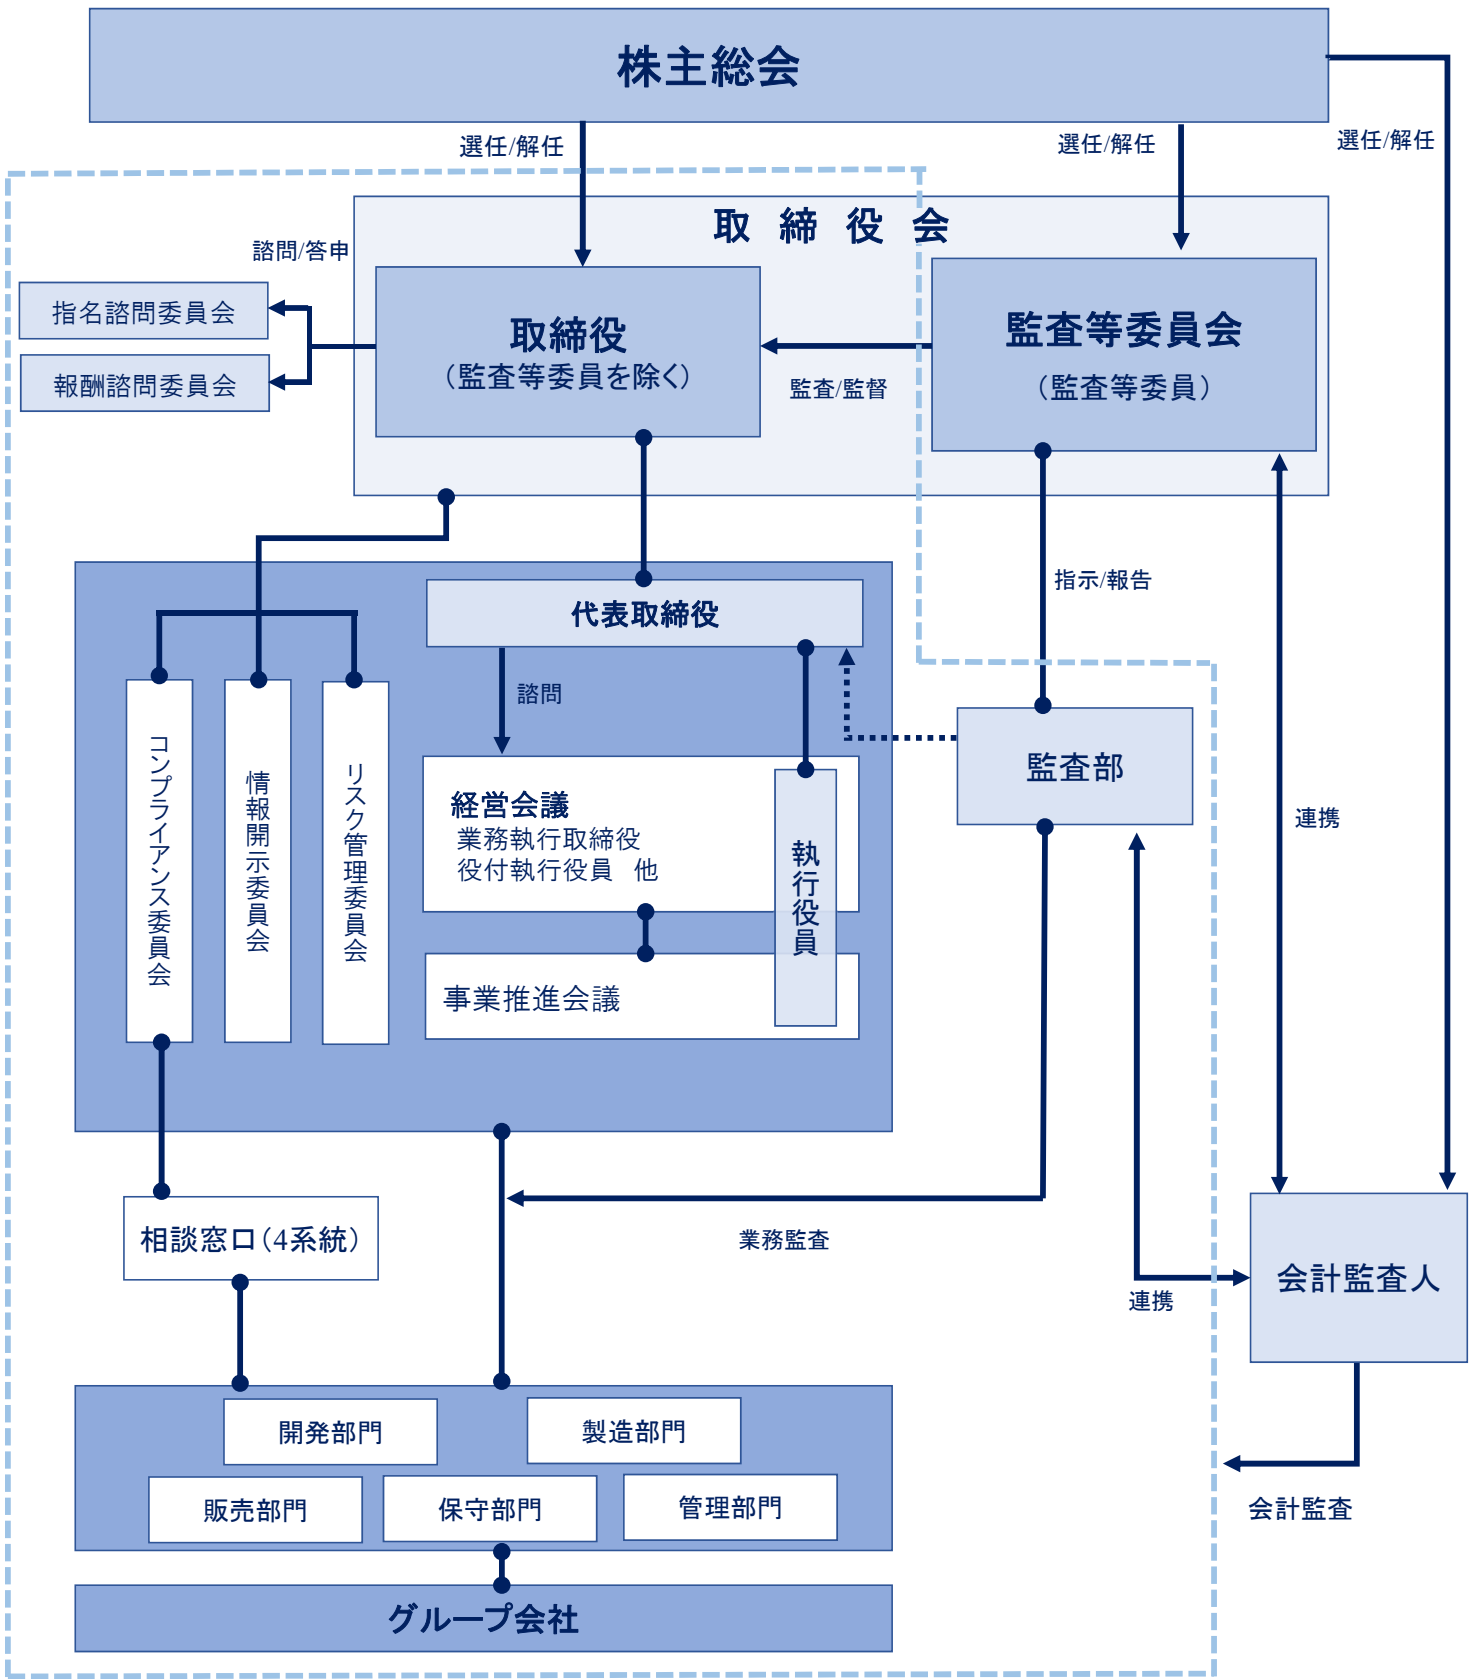 株主総会
選任/解任
選任/解任
選任/解任
取締役会
諮問/答申
指名諮問委員会
報酬諮問委員会
取締役
（監査等委員を除く）
監査/監督
監査等委員会
（監査等委員）
指示/報告
代表取締役
諮問
コンプライアンス委員会
情報開示委員会
リスク管理委員会
経営会議
業務執行取締役
役付執行役員　他
執行役員
事業推進会議
監査部
連携
相談窓口（4系統）
業務監査
連携
会計監査人
開発部門
製造部門
販売部門
保守部門
管理部門
会計監査
グループ会社